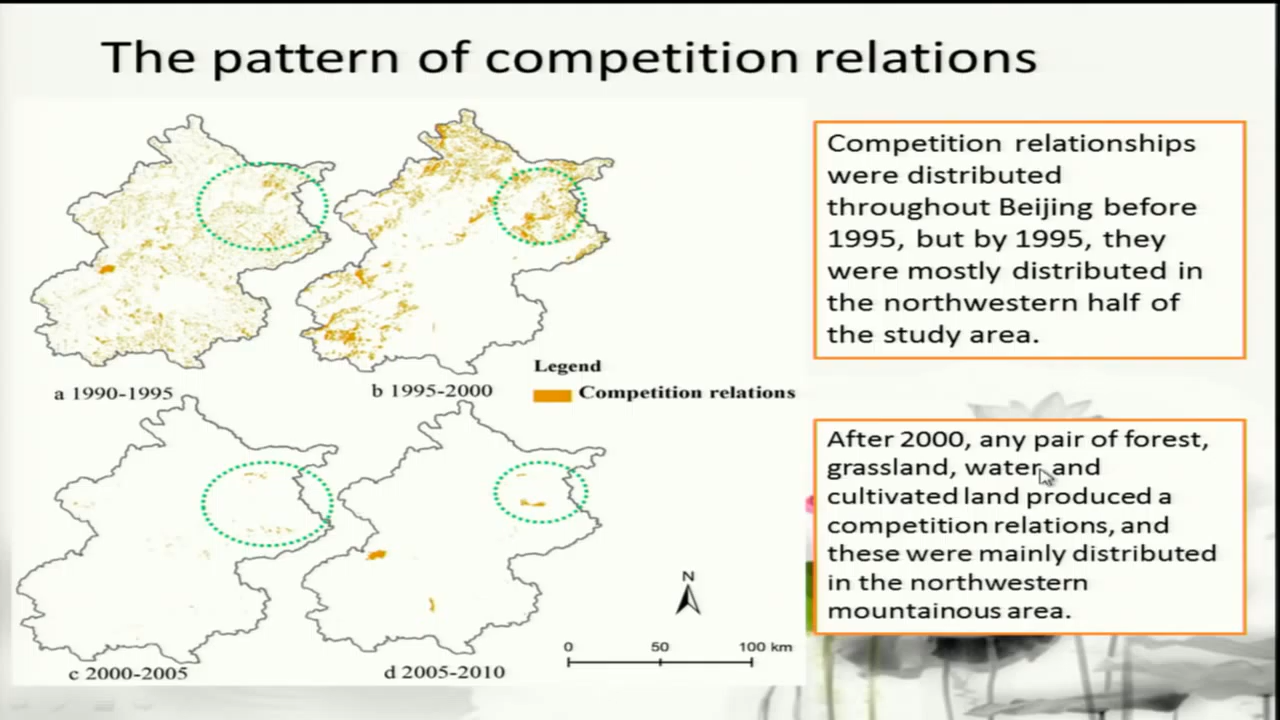 The pattern of competition relations
Competition relationships
were distributed
throughout Beijing before
1995, but by 1995, they
were mostly distributed in
the northwestern half of
the study area.
Legend
Competition relations
a 1990-1995
b 1995-2000
After 2000, any pair of forest,
grassland, water and
cultivated land produced a
competition relations, and
these were mainly distributed
in the northwestern
mountainous area.
N
0 50 100 km
c 2000-2005
d 2005-2010